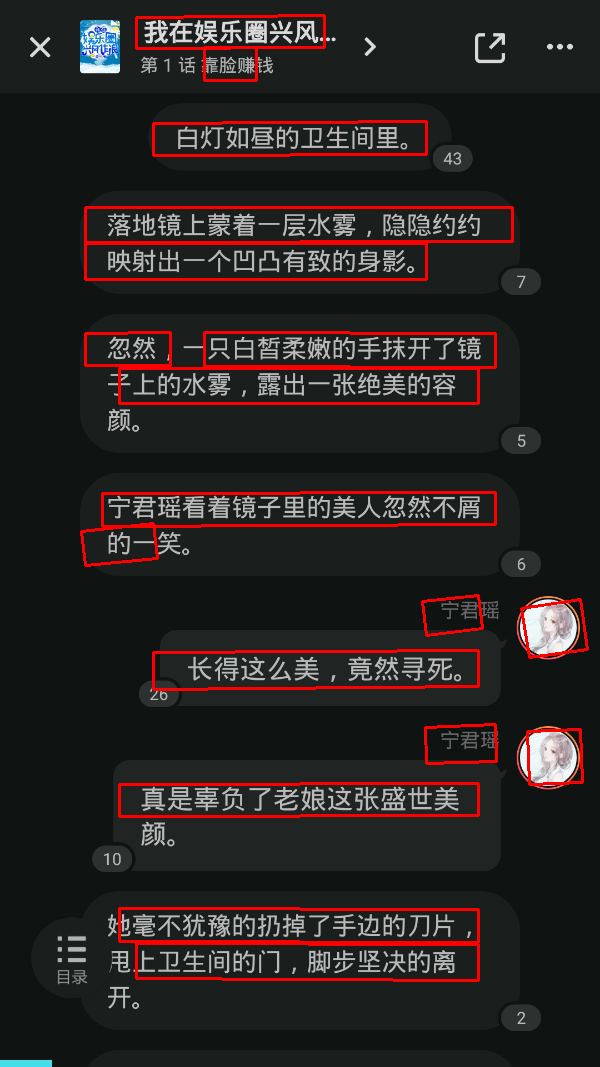 我在娱乐圈兴风...
第 1 话 靠脸赚钱
白灯如昼的卫生间里。
43
落地镜上蒙着一层水雾，隐隐约约
映射出一个凹凸有致的身影。
7
忽然，一只白皙柔嫩的手抹开了镜
子上的水雾，露出一张绝美的容
颜。
5
宁君瑶看着镜子里的美人忽然不屑
的一笑。
6
宁君瑶
长得这么美，竟然寻死。
26
宁君瑶
真是辜负了老娘这张盛世美
颜。
10
她毫不犹豫的扔掉了手边的刀片，
甩上卫生间的门，脚步坚决的离
开。
目录
2